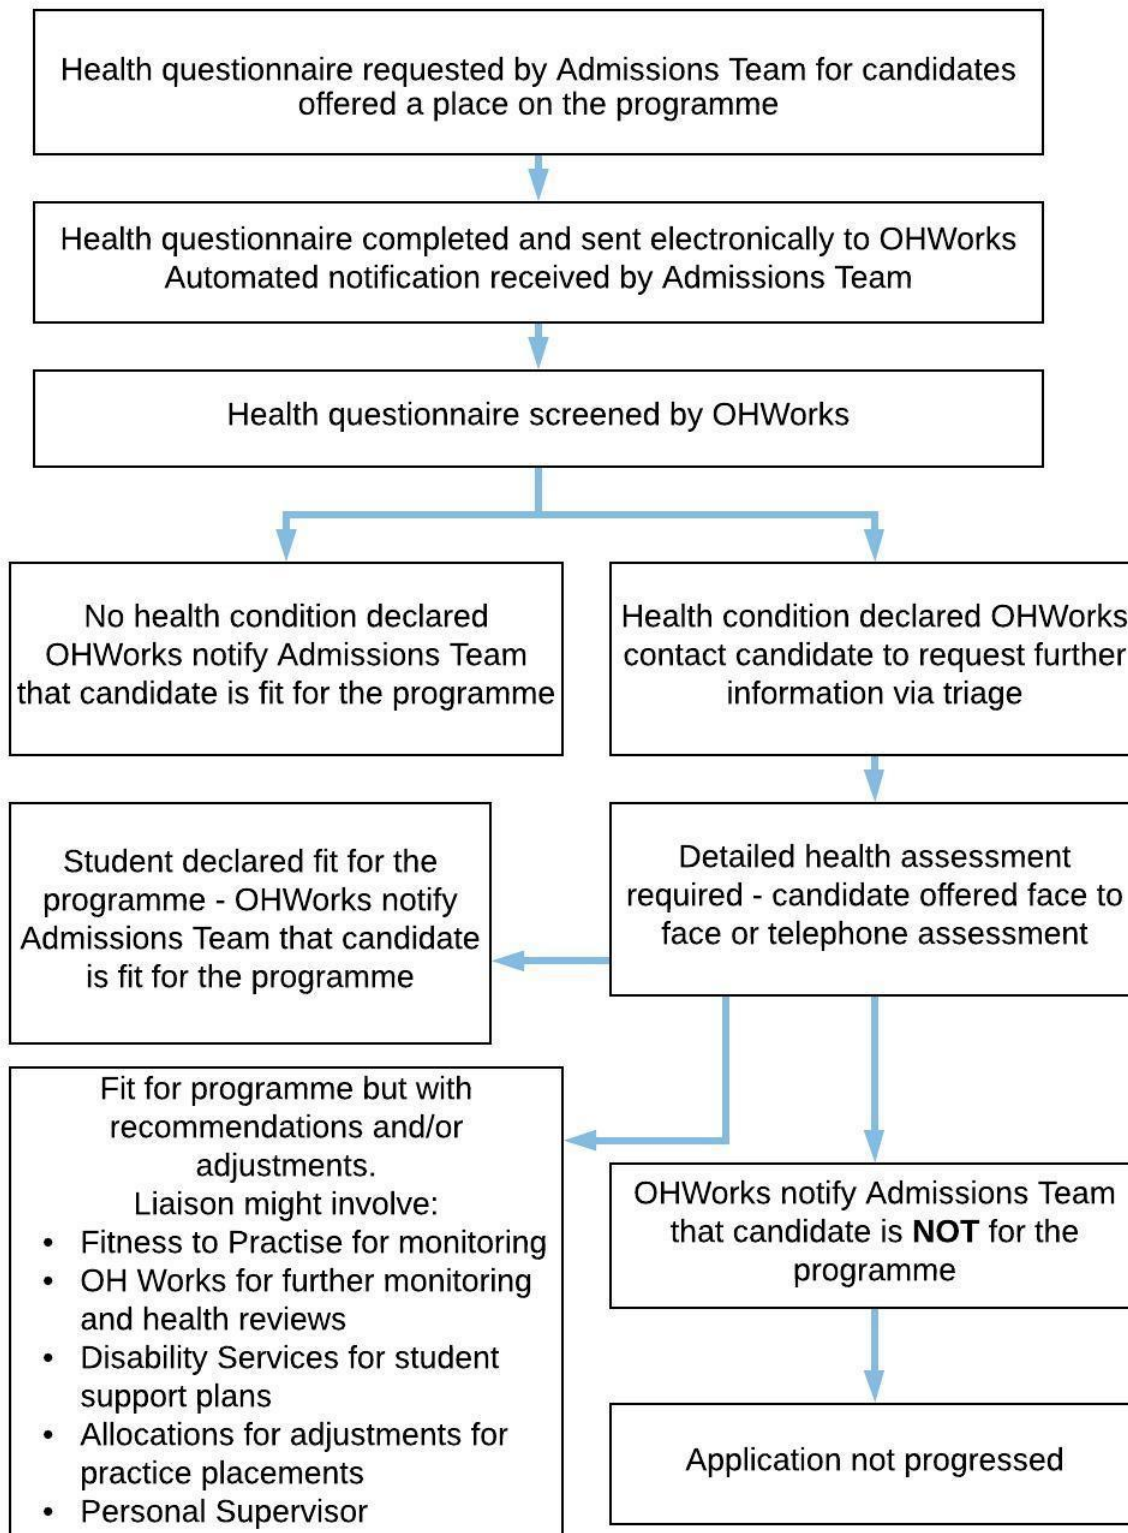 Health questionnaire requested by Admissions Team for candidates
offered a place on the programme
Health questionnaire completed and sent electronically to OHWorks
Automated notification received by Admissions Team
Health questionnaire screened by OHWorks
No health condition declared
OHWorks notify Admissions Team
that candidate is fit for the programme
Health condition declared OHWorks
contact candidate to request further
information via triage
Student declared fit for the
programme - OHWorks notify
Admissions Team that candidate
is fit for the programme
Detailed health assessment
required - candidate offered face to
face or telephone assessment
Fit for programme but with
recommendations and/or
adjustments.
Liaison might involve:
• Fitness to Practise for monitoring
• OH Works for further monitoring
and health reviews
• Disability Services for student
support plans
• Allocations for adjustments for
practice placements
• Personal Supervisor
OHWorks notify Admissions Team
that candidate is NOT for the
programme
Application not progressed